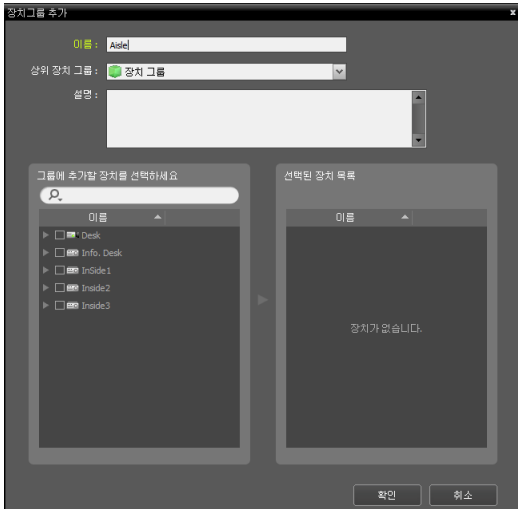 장치그룹 추가
이름 : Aisle
상위 장치 그룹 : 장치 그룹
설명 :
그룹에 추가할 장치를 선택하세요
이름
Desk
Info. Desk
InSide1
Inside2
Inside3
선택된 장치 목록
이름
장치가 없습니다.
확인
취소